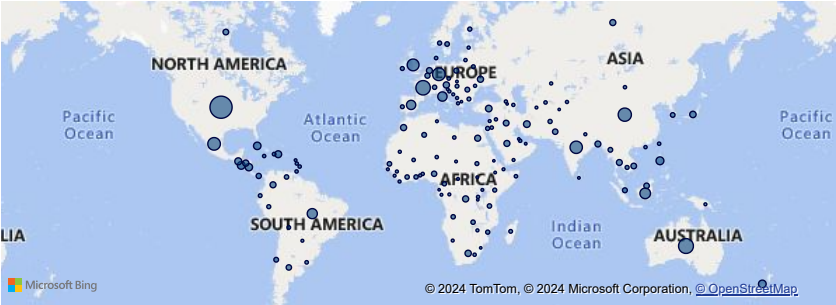 NORTH AMERICA
EUROPE
ASIA
Pacific
Ocean
Atlantic
Ocean
Pacific
Ocean
AFRICA
SOUTH AMERICA
Indian
Ocean
LIA
AUSTRALIA
Microsoft Bing
© 2024 TomTom, © 2024 Microsoft Corporation, © OpenStreetMap